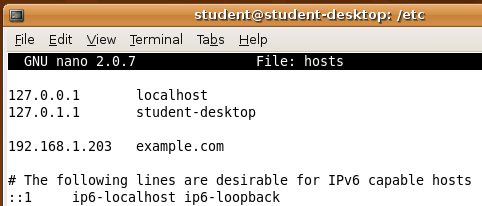 student@student-desktop: /etc
File Edit View Terminal Tabs Help
GNU nano 2.0.7 File: hosts
127.0.0.1 localhost
127.0.1.1 student-desktop
192.168.1.203 example.com
# The following lines are desirable for IPv6 capable hosts
::1 ip6-localhost ip6-loopback